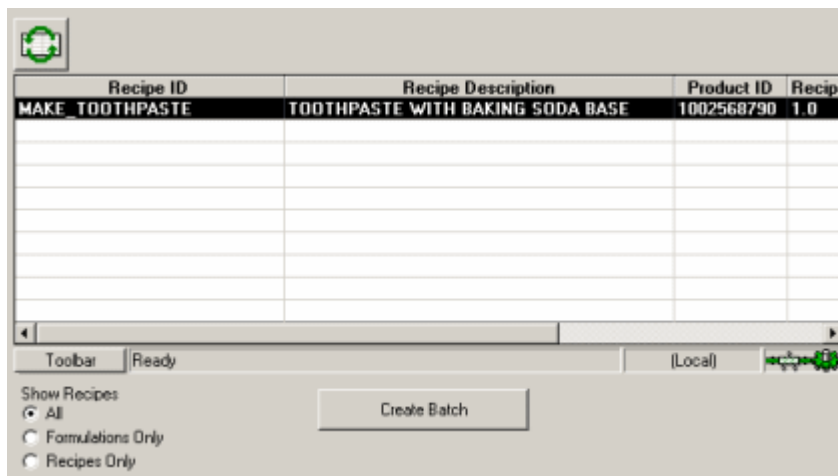 Recipe ID Recipe Description Product ID Recip
MAKE_TOOTHPASTE TOOTHPASTE WITH BAKING SODA BASE 1002568790 1.0
Toolbar Ready (Local)
Show Recipes
All
Create Batch
Formulations Only
Recipes Only